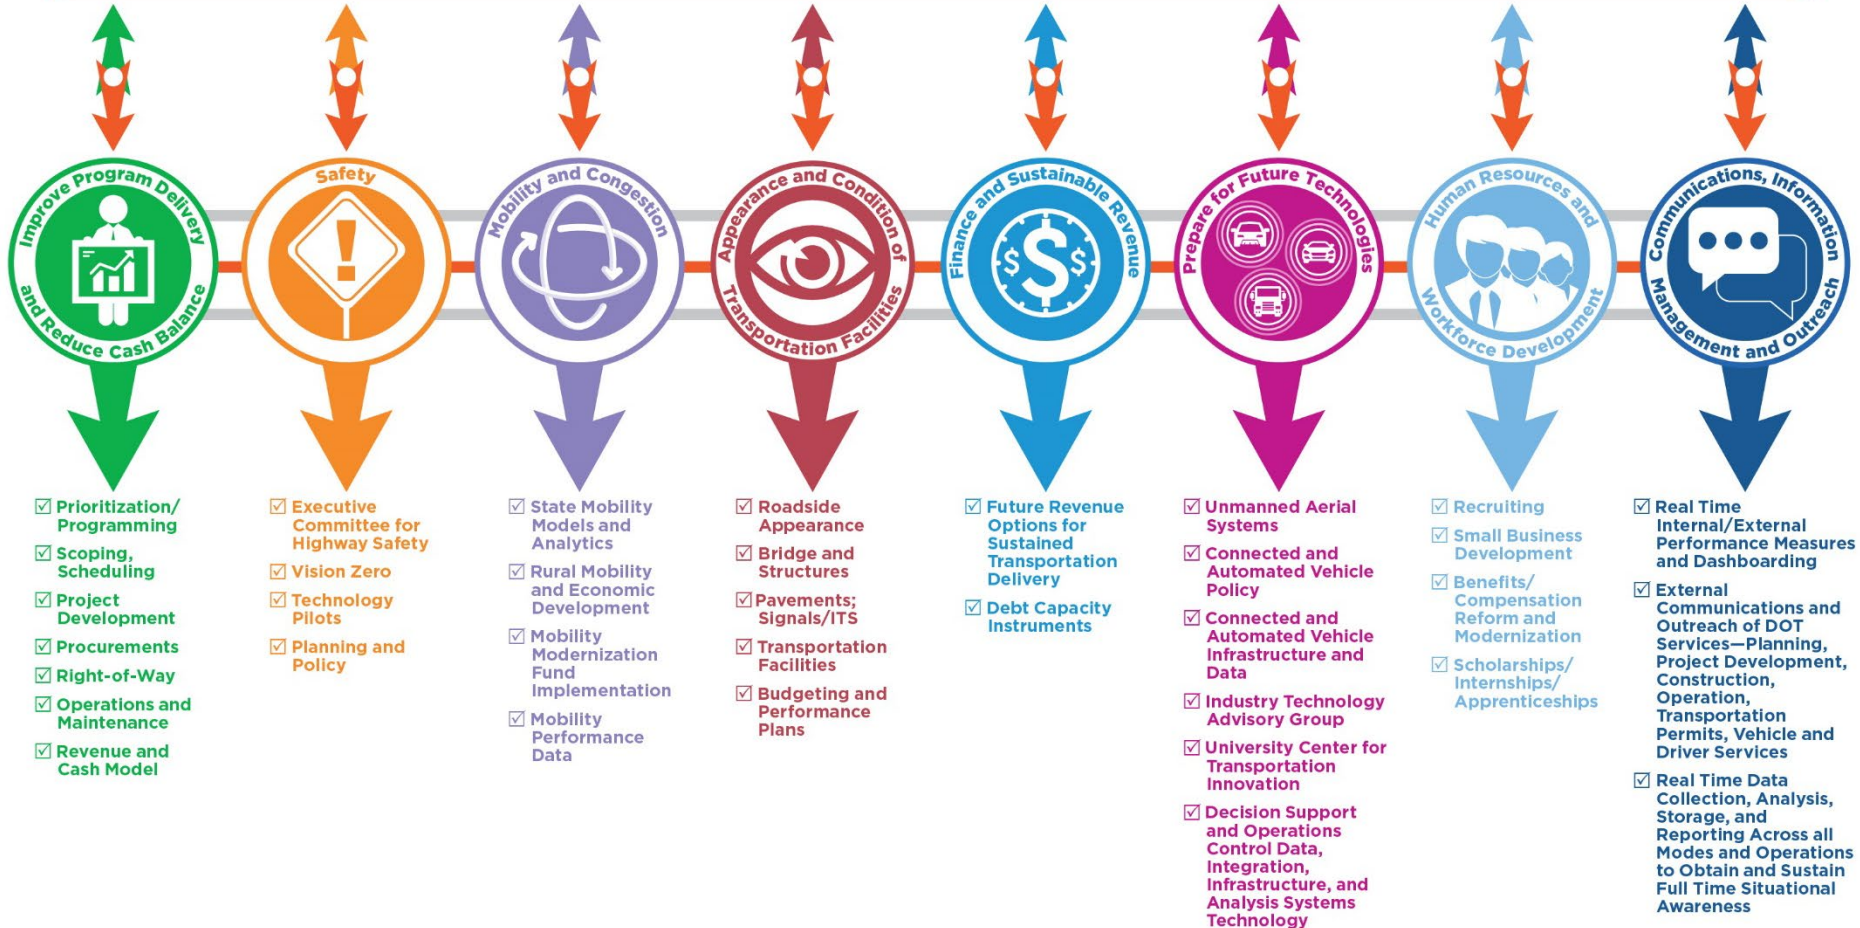 Improve Program Delivery
and Reduce Cash Balance
☑ Prioritization/
Programming
☑ Scoping,
Scheduling
☑ Project
Development
☑ Procurements
☑ Right-of-Way
☑ Operations and
Maintenance
☑ Revenue and
Cash Model
Safety
☑ Executive
Committee for
Highway Safety
☑ Vision Zero
☑ Technology
Pilots
☑ Planning and
Policy
Mobility and Congestion
☑ State Mobility
Models and
Analytics
☑ Rural Mobility
and Economic
Development
☑ Mobility
Modernization
Fund
Implementation
☑ Mobility
Performance
Data
Appearance and Condition of
Transportation Facilities
☑ Roadside
Appearance
☑ Bridge and
Structures
☑ Pavements;
Signals/ITS
☑ Transportation
Facilities
☑ Budgeting and
Performance
Plans
Finance and Sustainable Revenue
$ $ $
☑ Future Revenue
Options for
Sustained
Transportation
Delivery
☑ Debt Capacity
Instruments
Prepare for Future Technologies
☑ Unmanned Aerial
Systems
☑ Connected and
Automated Vehicle
Policy
☑ Connected and
Automated Vehicle
Infrastructure and
Data
☑ Industry Technology
Advisory Group
☑ University Center for
Transportation
Innovation
☑ Decision Support
and Operations
Control Data,
Integration,
Infrastructure, and
Analysis Systems
Technology
Human Resources and
Workforce Development
☑ Recruiting
☑ Small Business
Development
☑ Benefits/
Compensation
Reform and
Modernization
☑ Scholarships/
Internships/
Apprenticeships
Communications, Information
Management and Outreach
☑ Real Time
Internal/External
Performance Measures
and Dashboarding
☑ External
Communications and
Outreach of DOT
Services—Planning,
Project Development,
Construction,
Operation,
Transportation
Permits, Vehicle and
Driver Services
☑ Real Time Data
Collection, Analysis,
Storage, and
Reporting Across all
Modes and Operations
to Obtain and Sustain
Full Time Situational
Awareness